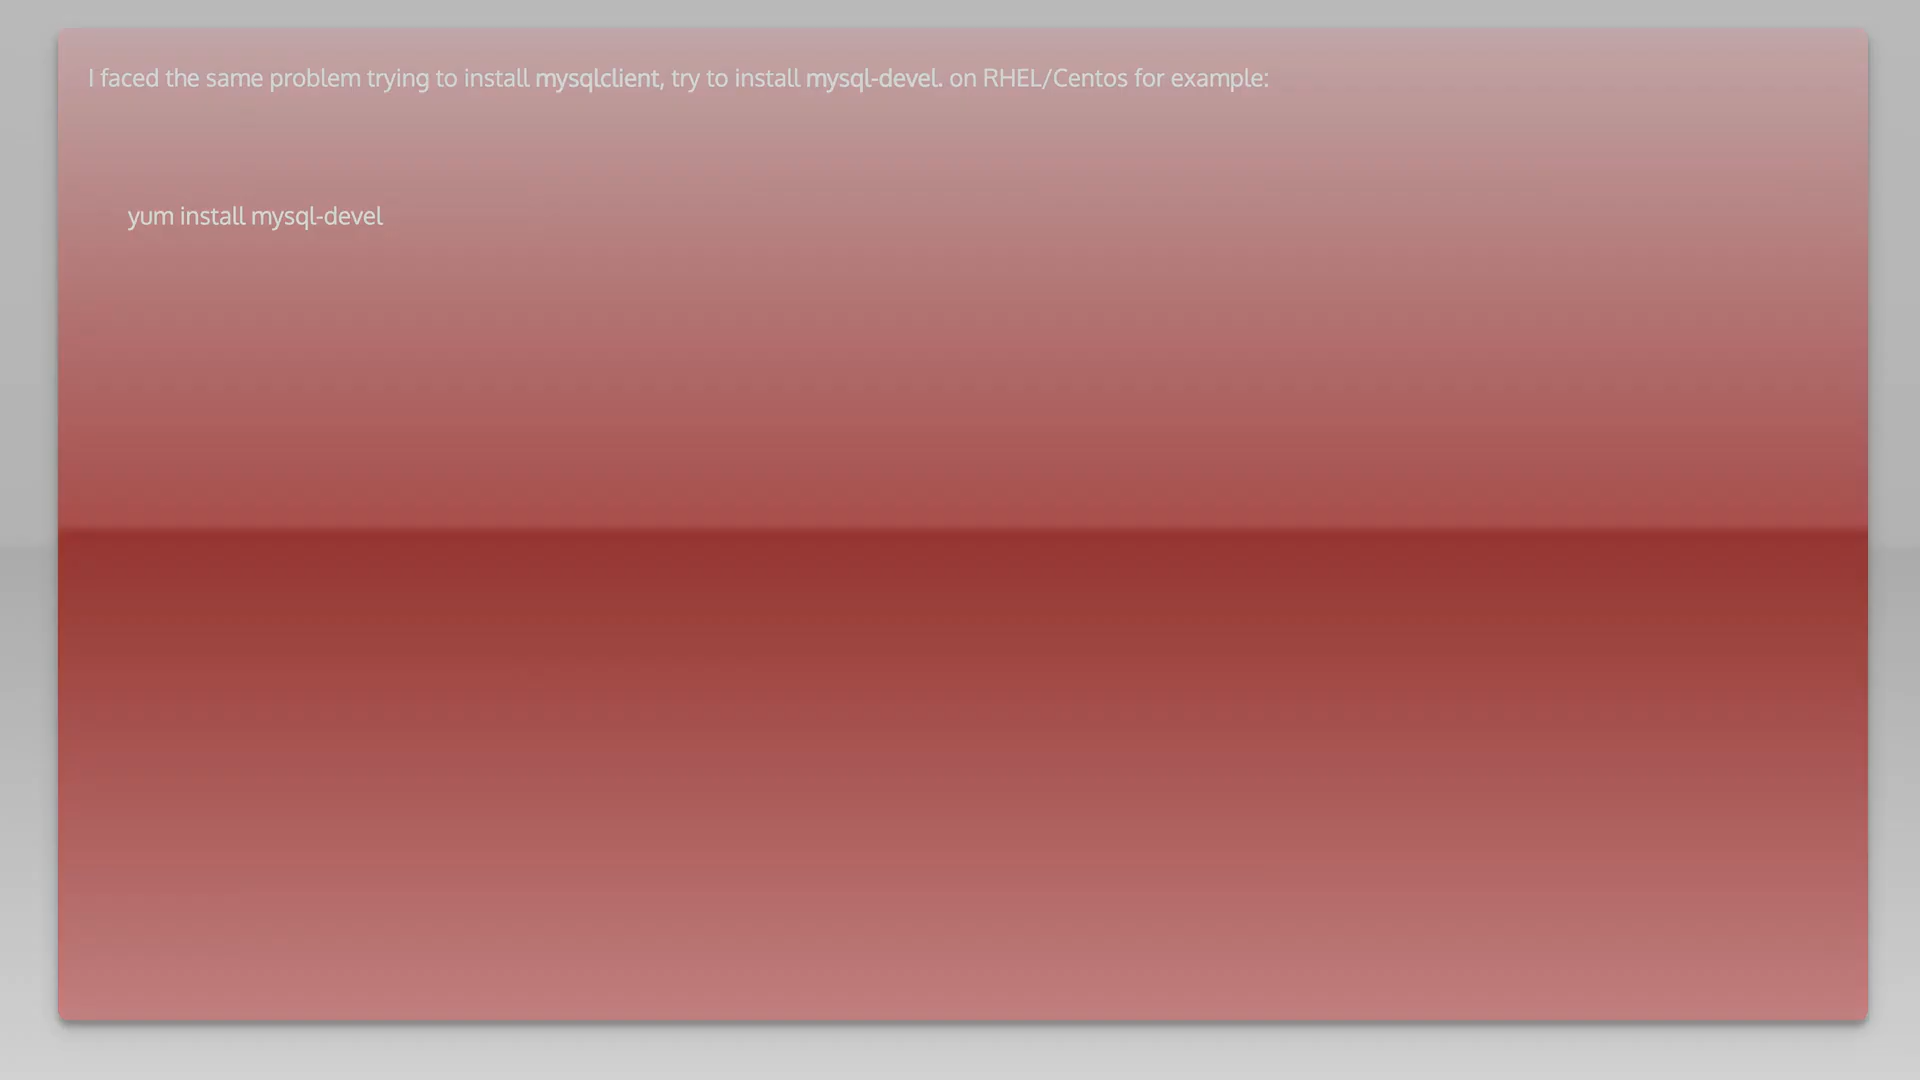 I faced the same problem trying to install mysqlclient, try to install mysql-devel. on RHEL/Centos for example:
yum install mysql-devel